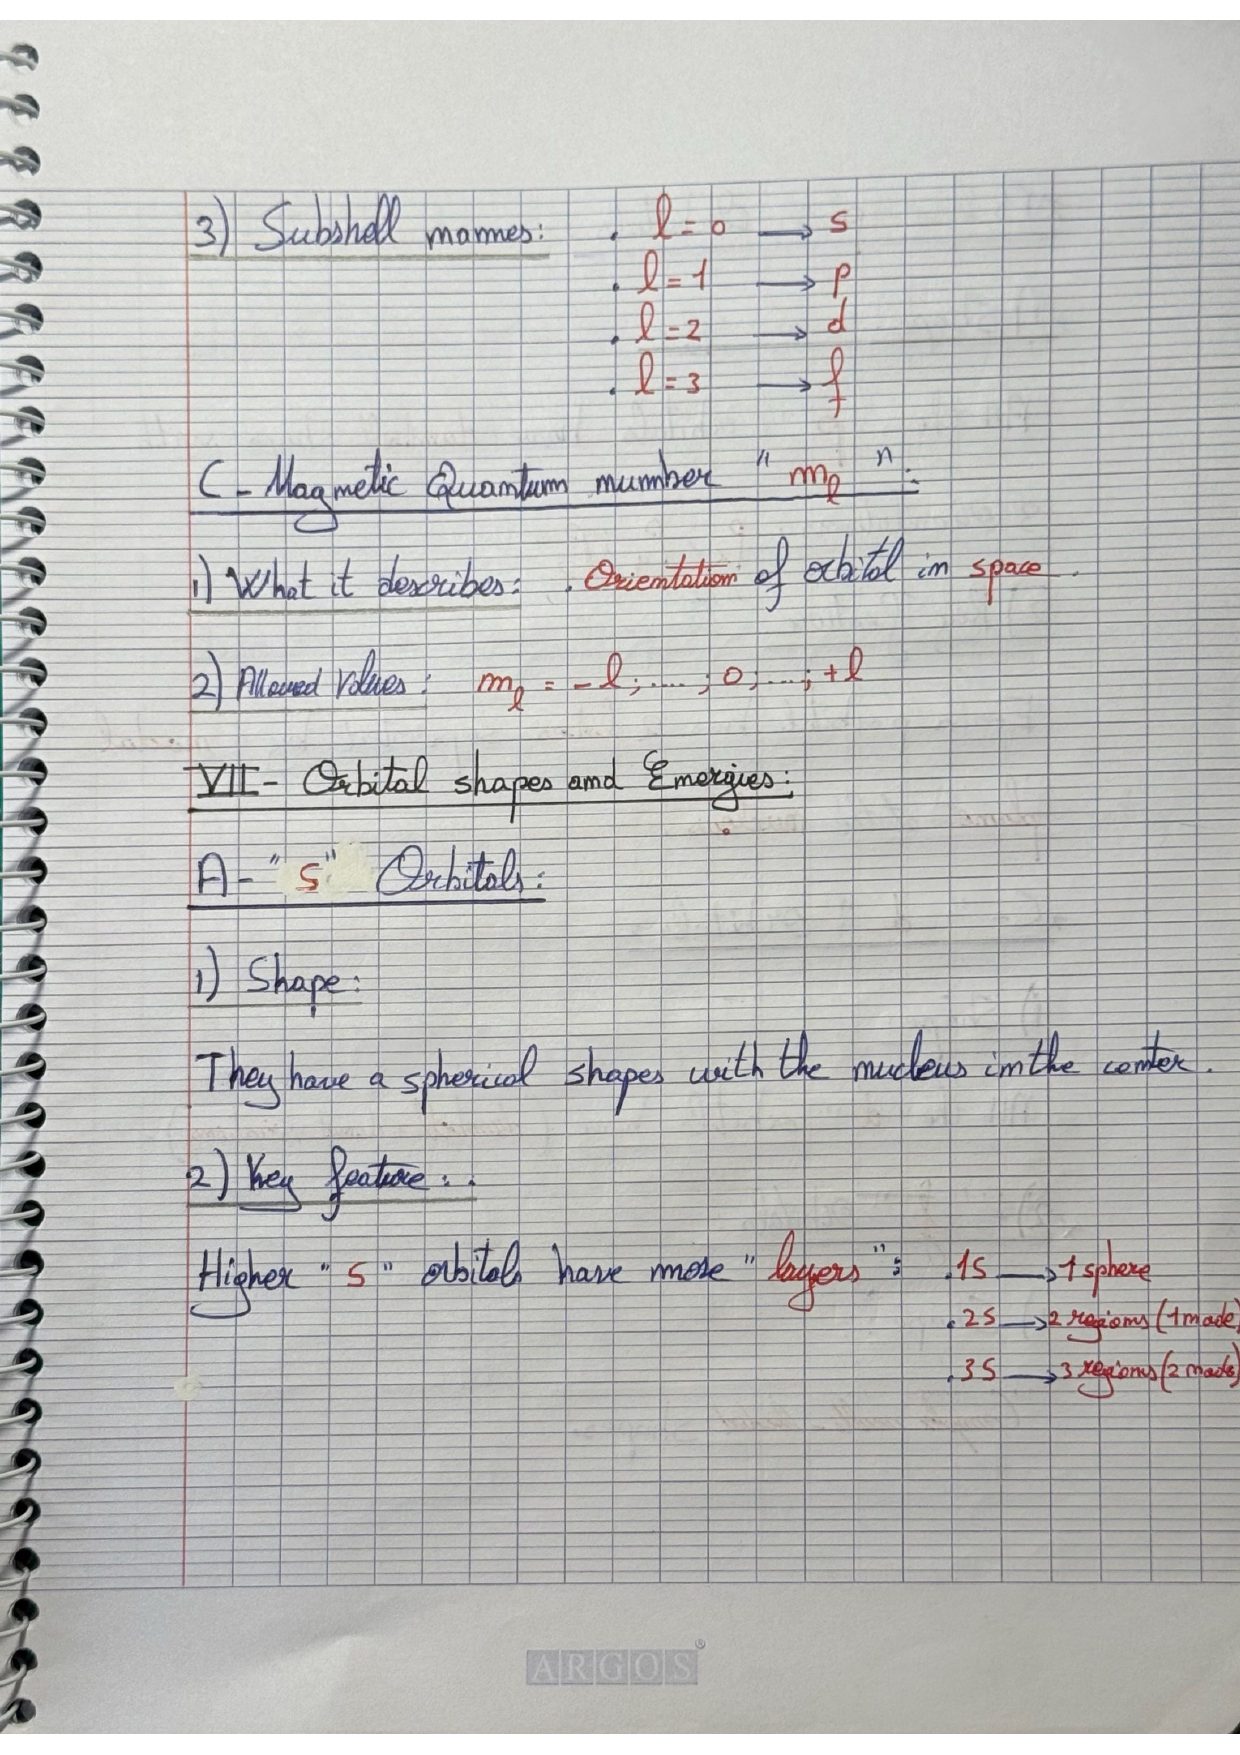 3) Subshell names: . l = 0 → s
. l = 1 → p
. l = 2 → d
. l = 3 → f
C - Magnetic Quantum number "mℓ":
1) What it describes: . Orientation of orbital in space.
2) Allowed values: mℓ = -l; ....; 0; ....; +l
VII - Orbital shapes and Energies:
A - "s" Orbitals:
1) Shape:
They have a spherical shapes with the nucleus in the center.
2) Key feature:.
Higher "s" orbitals have more "layers": . 1s → 1 sphere
. 2s → 2 regions (1 node)
. 3s → 3 regions (2 nodes)
ARGOS®